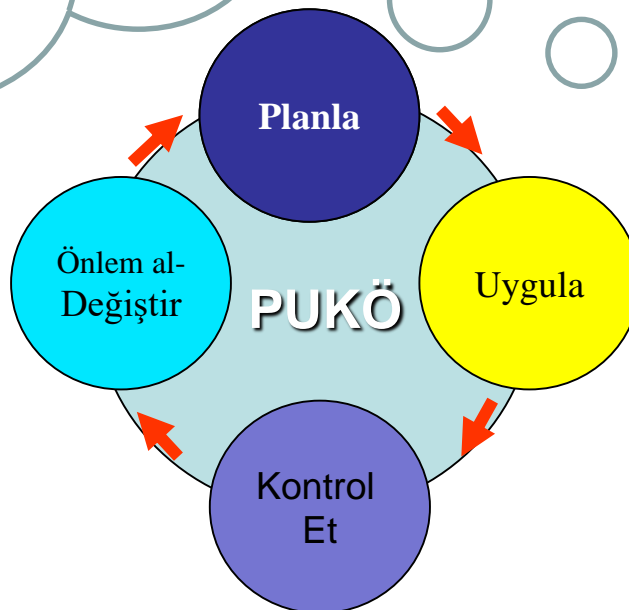 Planla
Önlem al-
Değiştir
PUKÖ
Uygula
Kontrol
Et